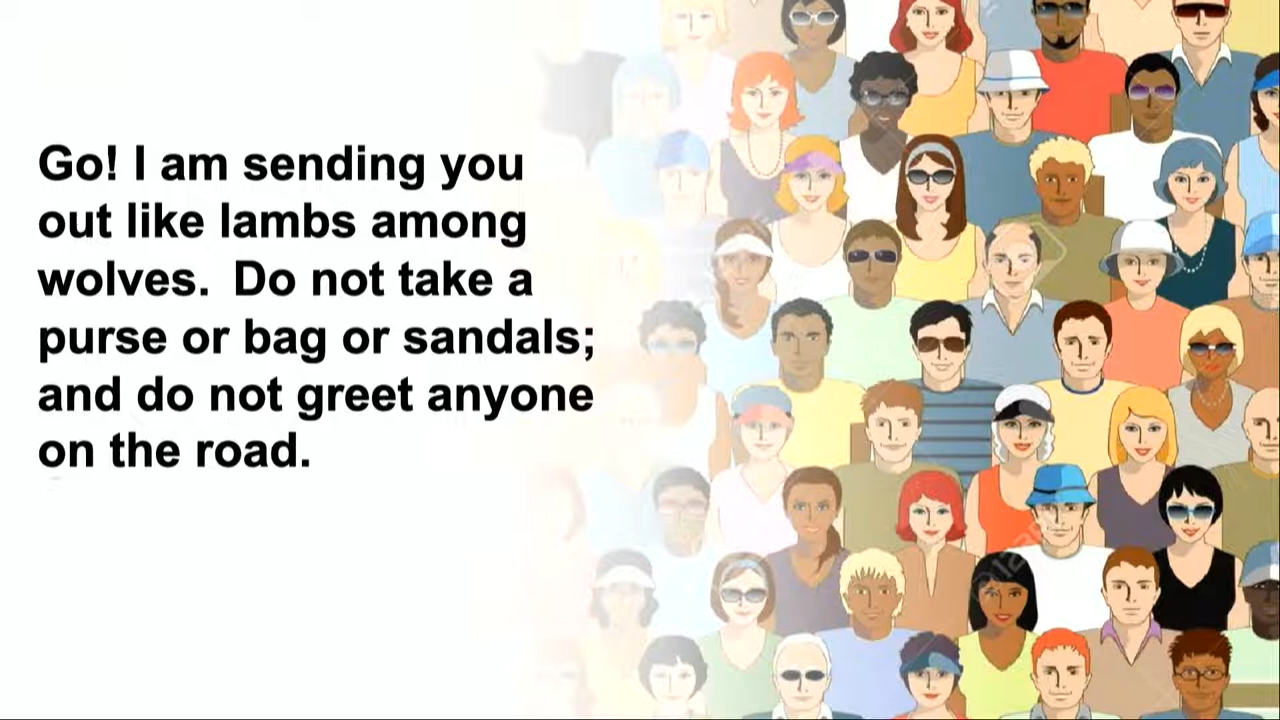 Go! I am sending you
out like lambs among
wolves.  Do not take a
purse or bag or sandals;
and do not greet anyone
on the road.